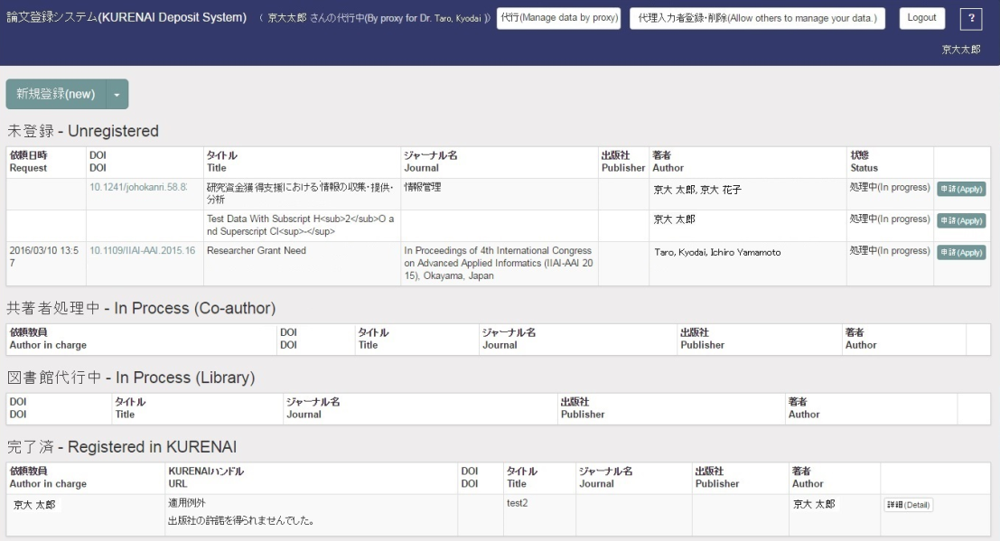 論文登録システム(KURENAI Deposit System) ( 京大太郎 さんの代行中(By proxy for Dr. Taro, Kyodai )) 代行(Manage data by proxy) 代理入力者登録・削除(Allow others to manage your data.) Logout ?
京大太郎
新規登録(new)
未登録 - Unregistered
依頼日時 DOI タイトル ジャーナル名 出版社 著者 状態
Request DOI Title Journal Publisher Author Status
10.1241/johokanri.58.8: 研究資金獲得支援における情報の収集・提供・ 情報管理 京大 太郎, 京大 花子 処理中(In progress) 申請(Apply)
分析
Test Data With Subscript H<sub>2</sub>O a 京大 太郎 処理中(In progress) 申請(Apply)
nd Superscript Cl<sup>-</sup>
2016/03/10 13:5 10.1109/IIAI-AAI.2015.16 Researcher Grant Need In Proceedings of 4th International Congress Taro, Kyodai, Ichiro Yamamoto 処理中(In progress) 申請(Apply)
7 on Advanced Applied Informatics (IIAI-AAI 20
15), Okayama, Japan
共著者処理中 - In Process (Co-author)
依頼教員 DOI タイトル ジャーナル名 出版社 著者
Author in charge DOI Title Journal Publisher Author
図書館代行中 - In Process (Library)
DOI タイトル ジャーナル名 出版社 著者
DOI Title Journal Publisher Author
完了済 - Registered in KURENAI
依頼教員 KURENAIハンドル DOI タイトル ジャーナル名 出版社 著者
Author in charge URL DOI Title Journal Publisher Author
京大 太郎 適用例外 test2 京大 太郎 詳細(Detail)
出版社の許諾を得られませんでした。